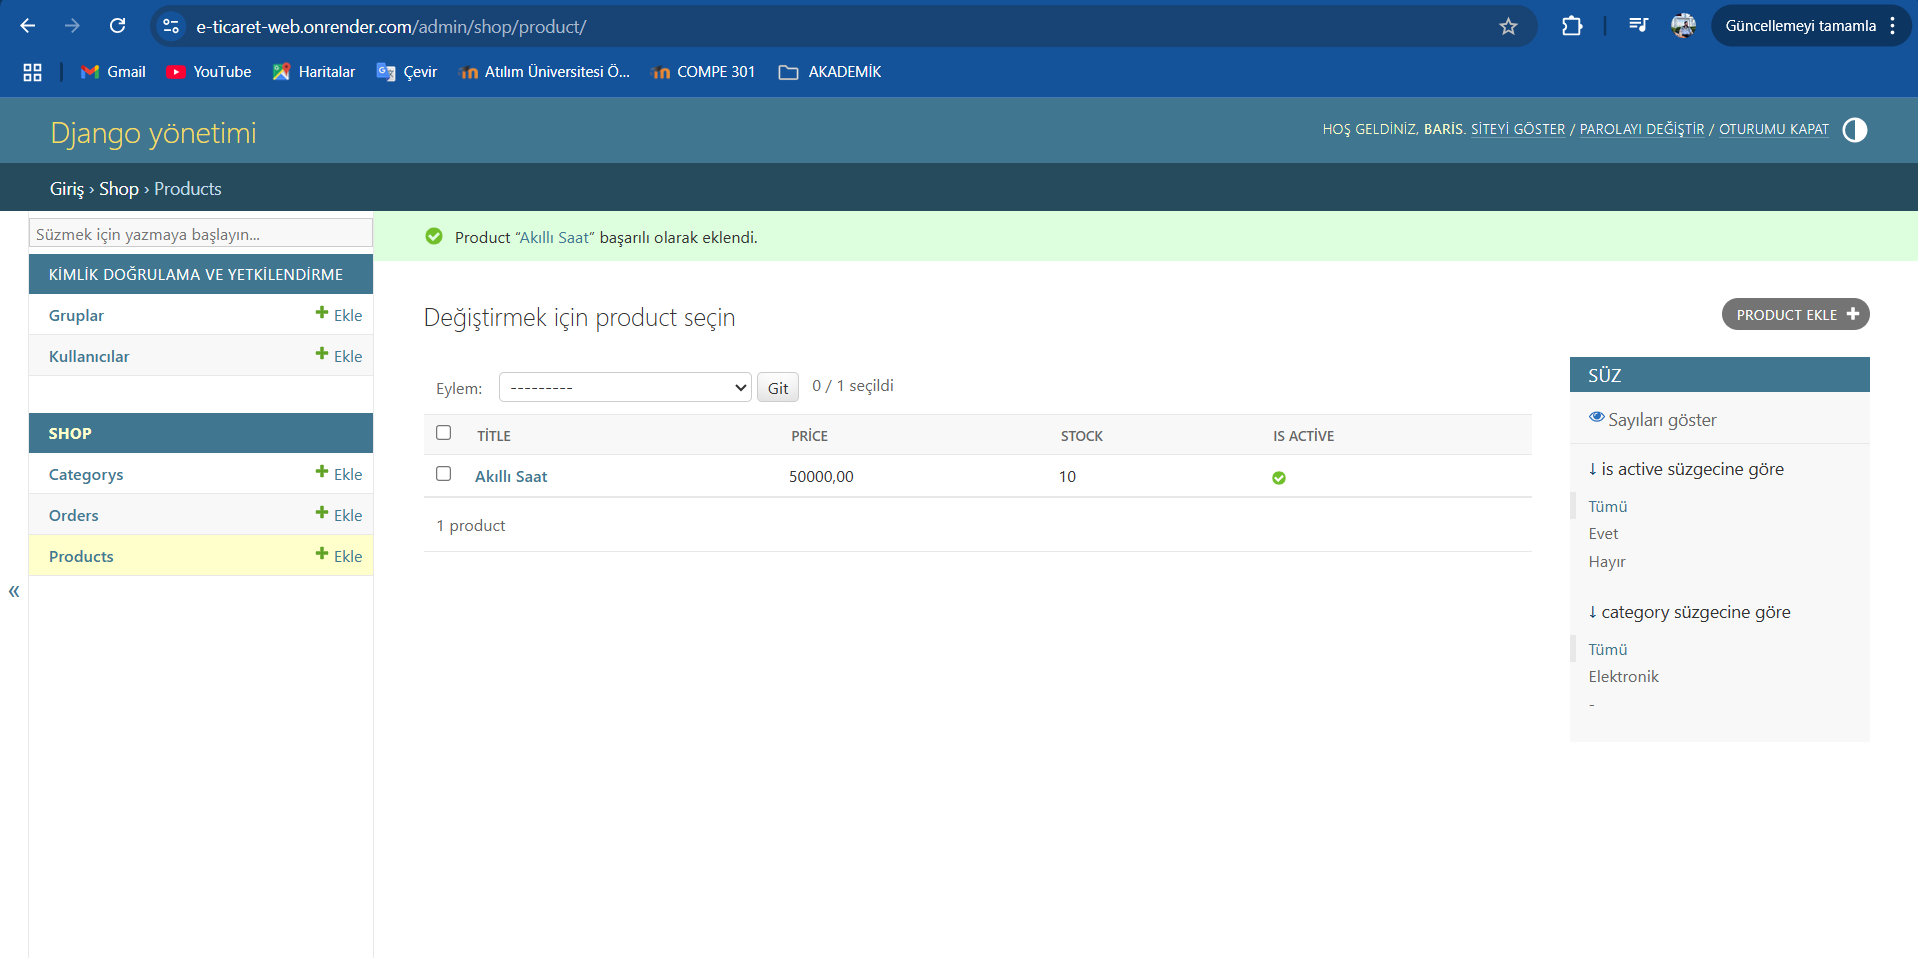 e-ticaret-web.onrender.com/admin/shop/product/
Güncellemeyi tamamla
Gmail
YouTube
Haritalar
Çevir
Atılım Üniversitesi Ö...
COMPE 301
AKADEMİK
Django yönetimi
HOŞ GELDİNİZ, BARİS. SİTEYİ GÖSTER / PAROLAYI DEĞİŞTİR / OTURUMU KAPAT
Giriş › Shop › Products
Süzmek için yazmaya başlayın...
KİMLİK DOĞRULAMA VE YETKİLENDİRME
Gruplar
Ekle
Kullanıcılar
Ekle
SHOP
Categorys
Ekle
Orders
Ekle
Products
Ekle
«
Product “Akıllı Saat” başarılı olarak eklendi.
Değiştirmek için product seçin
PRODUCT EKLE
Eylem:
---------
Git
0 / 1 seçildi
TİTLE
PRİCE
STOCK
IS ACTİVE
Akıllı Saat
50000,00
10
1 product
SÜZ
Sayıları göster
↓ is active süzgecine göre
Tümü
Evet
Hayır
↓ category süzgecine göre
Tümü
Elektronik
-